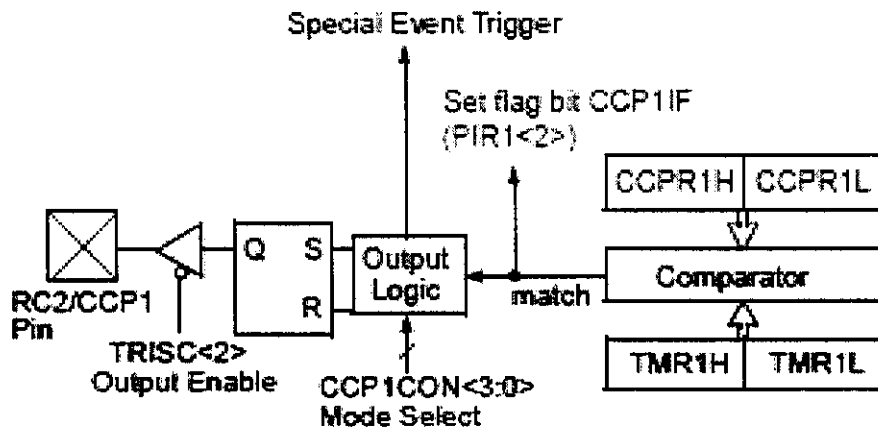 Special Event Trigger
Set flag bit CCP1IF
(PIR1<2>)
CCPR1H CCPR1L
Q S
R
Output
Logic
match
Comparator
RC2/CCP1
Pin
TRISC<2>
Output Enable
CCP1CON<3:0>
Mode Select
TMR1H TMR1L